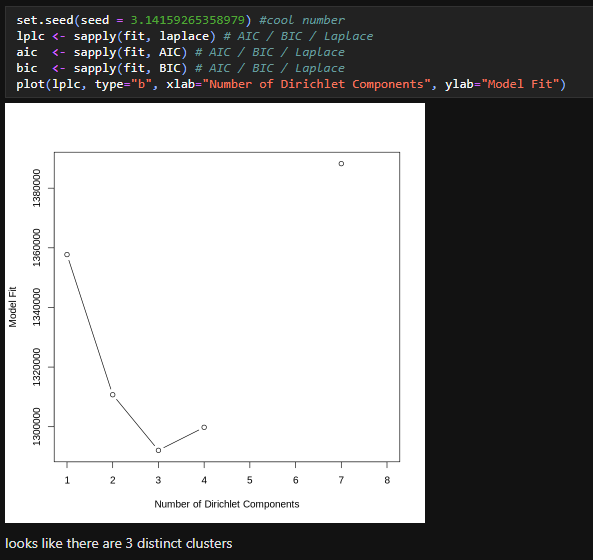 set.seed(seed = 3.14159265358979) #cool number
lplc <- sapply(fit, laplace) # AIC / BIC / Laplace
aic  <- sapply(fit, AIC) # AIC / BIC / Laplace
bic  <- sapply(fit, BIC) # AIC / BIC / Laplace
plot(lplc, type="b", xlab="Number of Dirichlet Components", ylab="Model Fit")
1380000
1360000
1340000
1320000
1300000
Model Fit
1 2 3 4 5 6 7 8
Number of Dirichlet Components
looks like there are 3 distinct clusters